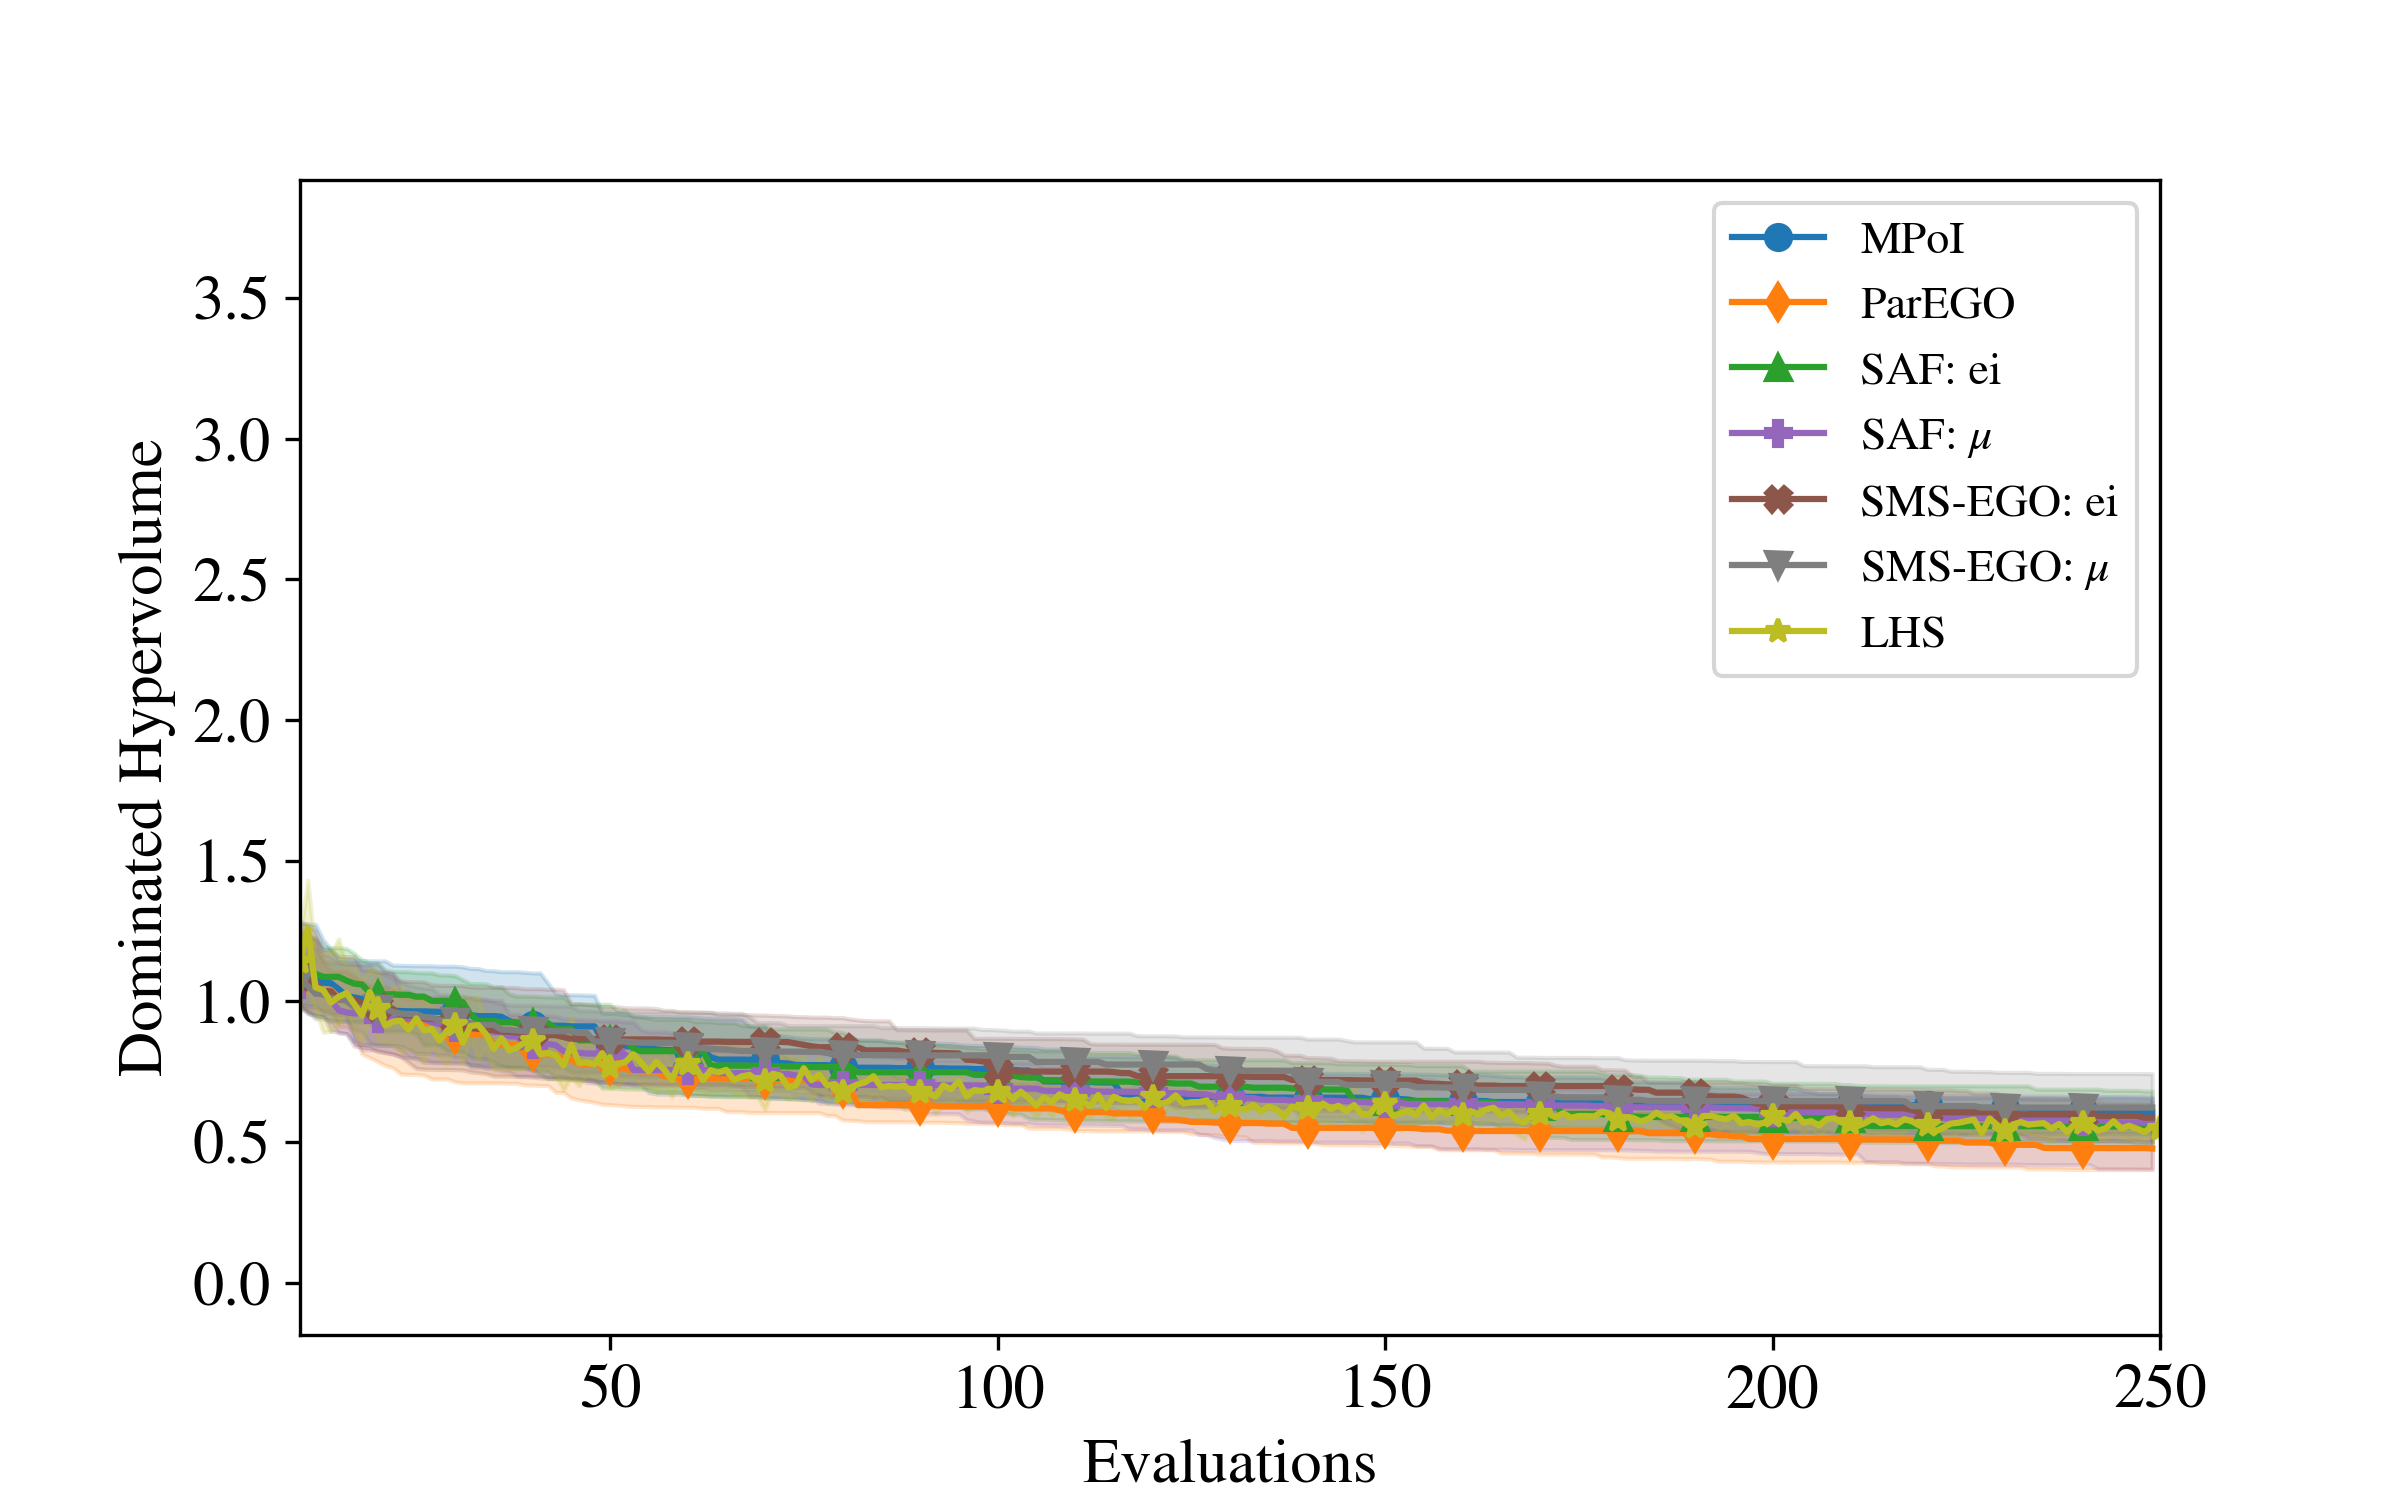 Dominated Hypervolume
3.5
3.0
2.5
2.0
1.5
1.0
0.5
0.0
MPoI
ParEGO
SAF: ei
SAF: μ
SMS-EGO: ei
SMS-EGO: μ
LHS
50 100 150 200 250
Evaluations